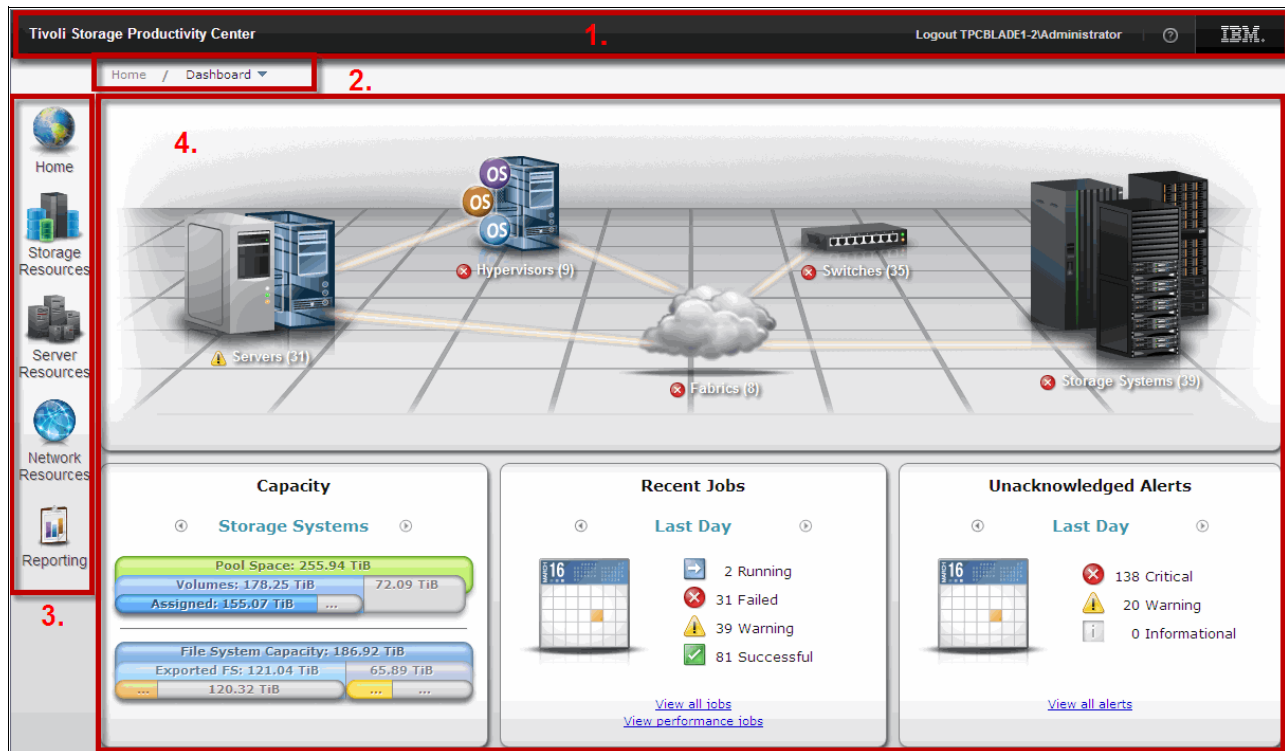 Tivoli Storage Productivity Center
1.
Logout TPCBLADE1-2\Administrator
?
IBM.
Home / Dashboard
2.
Home
Storage
Resources
Server
Resources
Network
Resources
Reporting
3.
4.
OS
OS
OS
Hypervisors (9)
Switches (35)
Servers (31)
Fabrics (8)
Storage Systems (39)
Capacity
Storage Systems
Pool Space: 255.94 TiB
Volumes: 178.25 TiB
72.09 TiB
Assigned: 155.07 TiB
...
File System Capacity: 186.92 TiB
Exported FS: 121.04 TiB
65.89 TiB
...
120.32 TiB
...
...
Recent Jobs
Last Day
MARCH
16
2 Running
31 Failed
39 Warning
81 Successful
View all jobs
View performance jobs
Unacknowledged Alerts
Last Day
MARCH
16
138 Critical
20 Warning
i
0 Informational
View all alerts